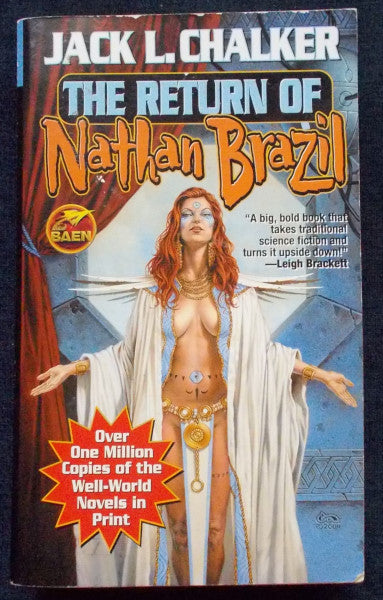 JACK L. CHALKER
THE RETURN OF
Nathan Brazil
BAEN
"A big, bold book that
takes traditional
science fiction and
turns it upside down!"
—Leigh Brackett
Over
One Million
Copies of the
Well-World
Novels in
Print